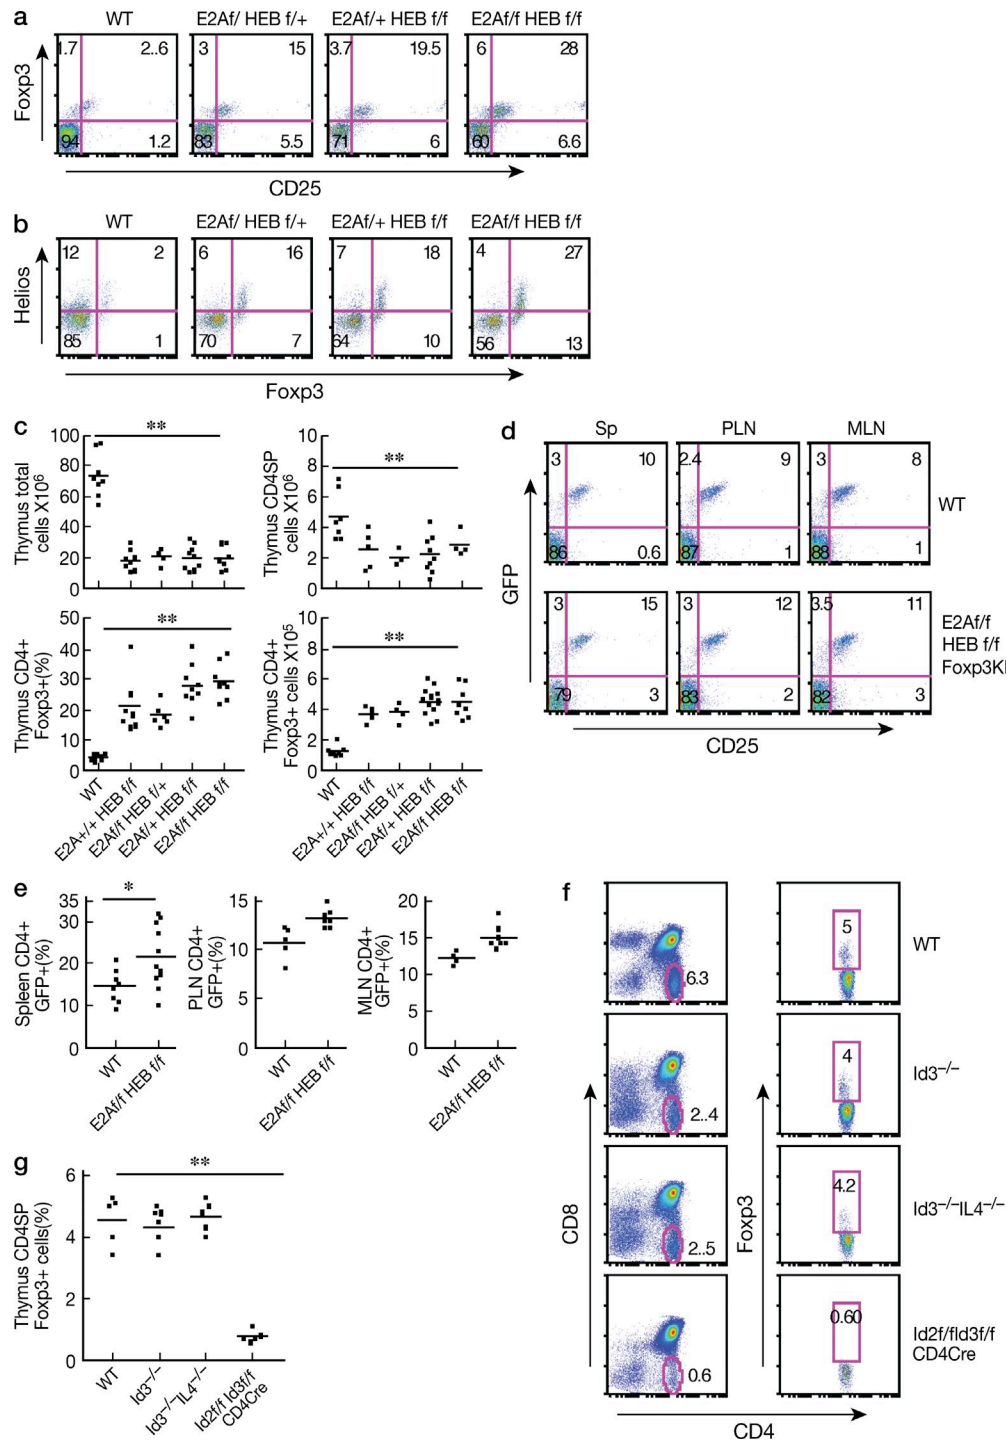 a
WT E2Af/ HEB f/+ E2Af/+ HEB f/f E2Af/f HEB f/f
Foxp3
1.7 2..6 3 15 3.7 19.5 6 28
94 1.2 83 5.5 71 6 60 6.6
CD25
b
WT E2Af/ HEB f/+ E2Af/+ HEB f/f E2Af/f HEB f/f
Helios
12 2 6 16 7 18 4 27
85 1 70 7 64 10 56 13
Foxp3
c
Thymus total
cells X10⁶
100
80
60
40
20
0
**
Thymus CD4SP
cells X10⁶
10
8
6
4
2
0
**
Thymus CD4+
Foxp3+(%)
50
40
30
20
10
0
**
WT
E2A+/+ HEB f/f
E2Af/f HEB f/+
E2Af/+ HEB f/f
E2Af/f HEB f/f
Thymus CD4+
Foxp3+ cells X10⁵
10
8
6
4
2
0
**
WT
E2A+/+ HEB f/f
E2Af/f HEB f/+
E2Af/+ HEB f/f
E2Af/f HEB f/f
d
Sp PLN MLN
GFP
3 10 2.4 9 3 8
WT
86 0.6 87 1 88 1
3 15 3 12 3.5 11
E2Af/f
HEB f/f
Foxp3KI
79 3 83 2 82 3
CD25
e
Spleen CD4+
GFP+(%)
35
30
20
10
0
*
WT
E2Af/f HEB f/f
PLN CD4+
GFP+(%)
15
10
5
0
WT
E2Af/f HEB f/f
MLN CD4+
GFP+(%)
20
15
10
5
0
WT
E2Af/f HEB f/f
f
6.3 5 WT
2..4 4 Id3⁻/⁻
2..5 4.2 Id3⁻/⁻IL4⁻/⁻
0.6 0.60 Id2f/fId3f/f
CD4Cre
CD8
Foxp3
CD4
g
Thymus CD4SP
Foxp3+ cells(%)
6
4
2
0
**
WT
Id3⁻/⁻
Id3⁻/⁻IL4⁻/⁻
Id2f/f Id3f/f
CD4Cre